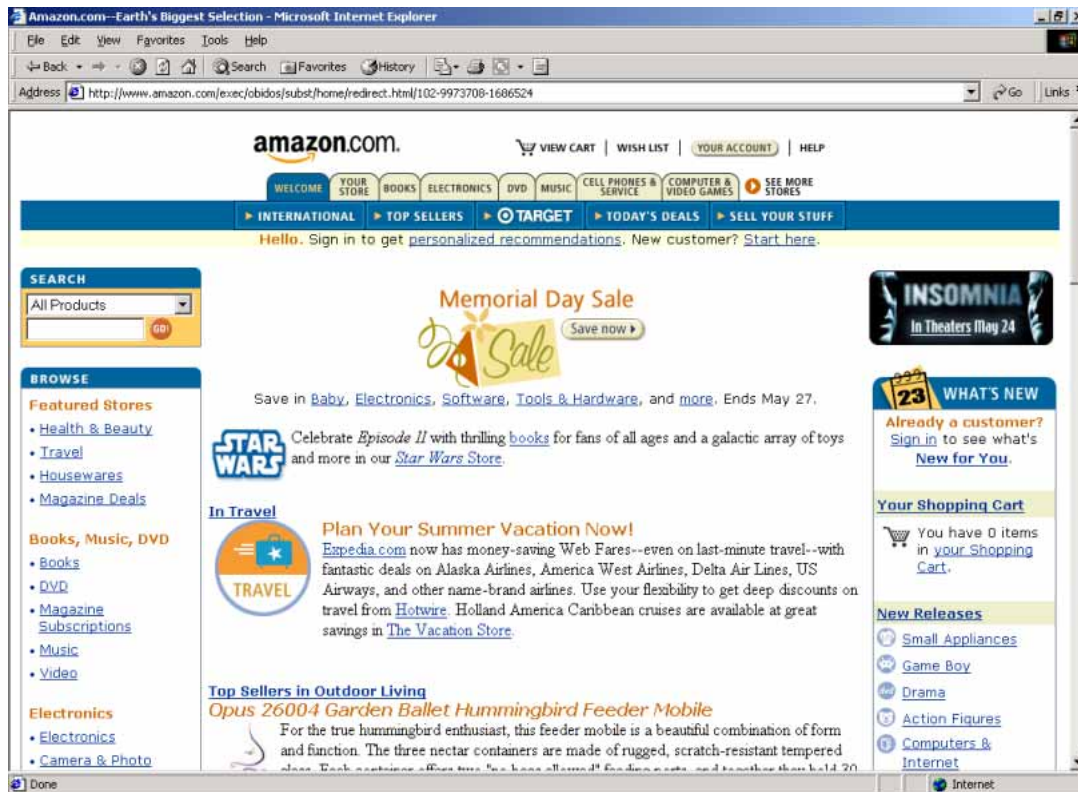 Amazon.com--Earth's Biggest Selection - Microsoft Internet Explorer
File Edit View Favorites Tools Help
Back Search Favorites History
Address http://www.amazon.com/exec/obidos/subst/home/redirect.html/102-9973708-1686524 Go Links
amazon.com.
VIEW CART | WISH LIST | YOUR ACCOUNT | HELP
WELCOME YOUR STORE BOOKS ELECTRONICS DVD MUSIC CELL PHONES & SERVICE COMPUTER & VIDEO GAMES SEE MORE STORES
INTERNATIONAL TOP SELLERS TARGET TODAY'S DEALS SELL YOUR STUFF
Hello. Sign in to get personalized recommendations. New customer? Start here.
SEARCH
All Products
GO!
BROWSE
Featured Stores
• Health & Beauty
• Travel
• Housewares
• Magazine Deals
Books, Music, DVD
• Books
• DVD
• Magazine
Subscriptions
• Music
• Video
Electronics
• Electronics
• Camera & Photo
Memorial Day Sale
Sale
Save now
Save in Baby, Electronics, Software, Tools & Hardware, and more. Ends May 27.
STAR
WARS
Celebrate Episode II with thrilling books for fans of all ages and a galactic array of toys
and more in our Star Wars Store.
In Travel
TRAVEL
Plan Your Summer Vacation Now!
Expedia.com now has money-saving Web Fares--even on last-minute travel--with
fantastic deals on Alaska Airlines, America West Airlines, Delta Air Lines, US
Airways, and other name-brand airlines. Use your flexibility to get deep discounts on
travel from Hotwire. Holland America Caribbean cruises are available at great
savings in The Vacation Store.
Top Sellers in Outdoor Living
Opus 26004 Garden Ballet Hummingbird Feeder Mobile
For the true hummingbird enthusiast, this feeder mobile is a beautiful combination of form
and function. The three nectar containers are made of rugged, scratch-resistant tempered
glass. Each container offers two "no bees allowed" feeding ports, and together they hold 30
INSOMNIA
In Theaters May 24
23
WHAT'S NEW
Already a customer?
Sign in to see what's
New for You.
Your Shopping Cart
You have 0 items
in your Shopping
Cart.
New Releases
Small Appliances
Game Boy
Drama
Action Figures
Computers &
Internet
Done Internet